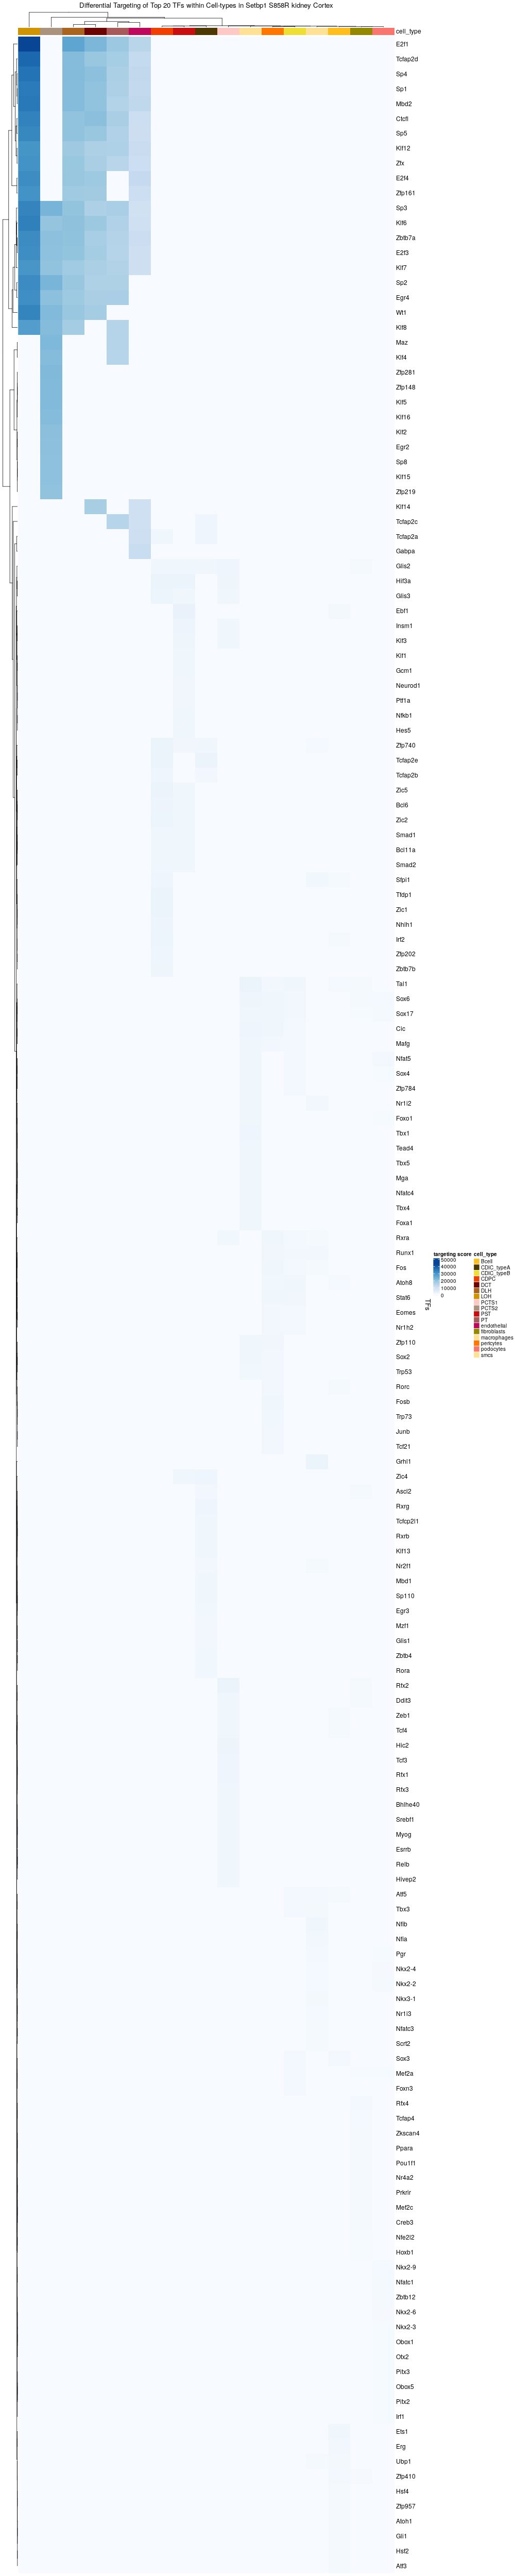 Differential Targeting of Top 20 TFs within Cell-types in Setbp1 S858R kidney Cortex
cell_type
E2f1
Tcfap2d
Sp4
Sp1
Mbd2
Ctcfl
Sp5
Klf12
Zfx
E2f4
Zfp161
Sp3
Klf6
Zbtb7a
E2f3
Klf7
Sp2
Egr4
Wt1
Klf8
Maz
Klf4
Zfp281
Zfp148
Klf5
Klf16
Klf2
Egr2
Sp8
Klf15
Zfp219
Klf14
Tcfap2c
Tcfap2a
Gabpa
Glis2
Hif3a
Glis3
Ebf1
Insm1
Klf3
Klf1
Gcm1
Neurod1
Ptf1a
Nfkb1
Hes5
Zfp740
Tcfap2e
Tcfap2b
Zic5
Bcl6
Zic2
Smad1
Bcl11a
Smad2
Sfpi1
Tfdp1
Zic1
Nhlh1
Irf2
Zfp202
Zbtb7b
Tal1
Sox6
Sox17
Cic
Mafg
Nfat5
Sox4
Zfp784
Nr1i2
Foxo1
Tbx1
Tead4
Tbx5
Mga
Nfatc4
Tbx4
Foxa1
Rxra
Runx1
Fos
Atoh8
Stat6
Eomes
Nr1h2
Zfp110
Sox2
Trp53
Rorc
Fosb
Trp73
Junb
Tcf21
Grhl1
Zic4
Ascl2
Rxrg
Tcfcp2l1
Rxrb
Klf13
Nr2f1
Mbd1
Sp110
Egr3
Mzf1
Glis1
Zbtb4
Rora
Rfx2
Ddit3
Zeb1
Tcf4
Hic2
Tcf3
Rfx1
Rfx3
Bhlhe40
Srebf1
Myog
Esrrb
Relb
Hivep2
Atf5
Tbx3
Nfib
Nfia
Pgr
Nkx2-4
Nkx2-2
Nkx3-1
Nr1i3
Nfatc3
Scrt2
Sox3
Mef2a
Foxn3
Rfx4
Tcfap4
Zkscan4
Ppara
Pou1f1
Nr4a2
Prkrir
Mef2c
Creb3
Nfe2l2
Hoxb1
Nkx2-9
Nfatc1
Zbtb12
Nkx2-6
Nkx2-3
Obox1
Otx2
Pitx3
Obox5
Pitx2
Irf1
Ets1
Erg
Ubp1
Zfp410
Hsf4
Zfp957
Atoh1
Gli1
Hsf2
Atf3
TFs
targeting score
50000
40000
30000
20000
10000
0
cell_type
Bcell
CDIC_typeA
CDIC_typeB
CDPC
DCT
DLH
LOH
PCTS1
PCTS2
PST
PT
endothelial
fibroblasts
macrophages
pericytes
podocytes
smcs